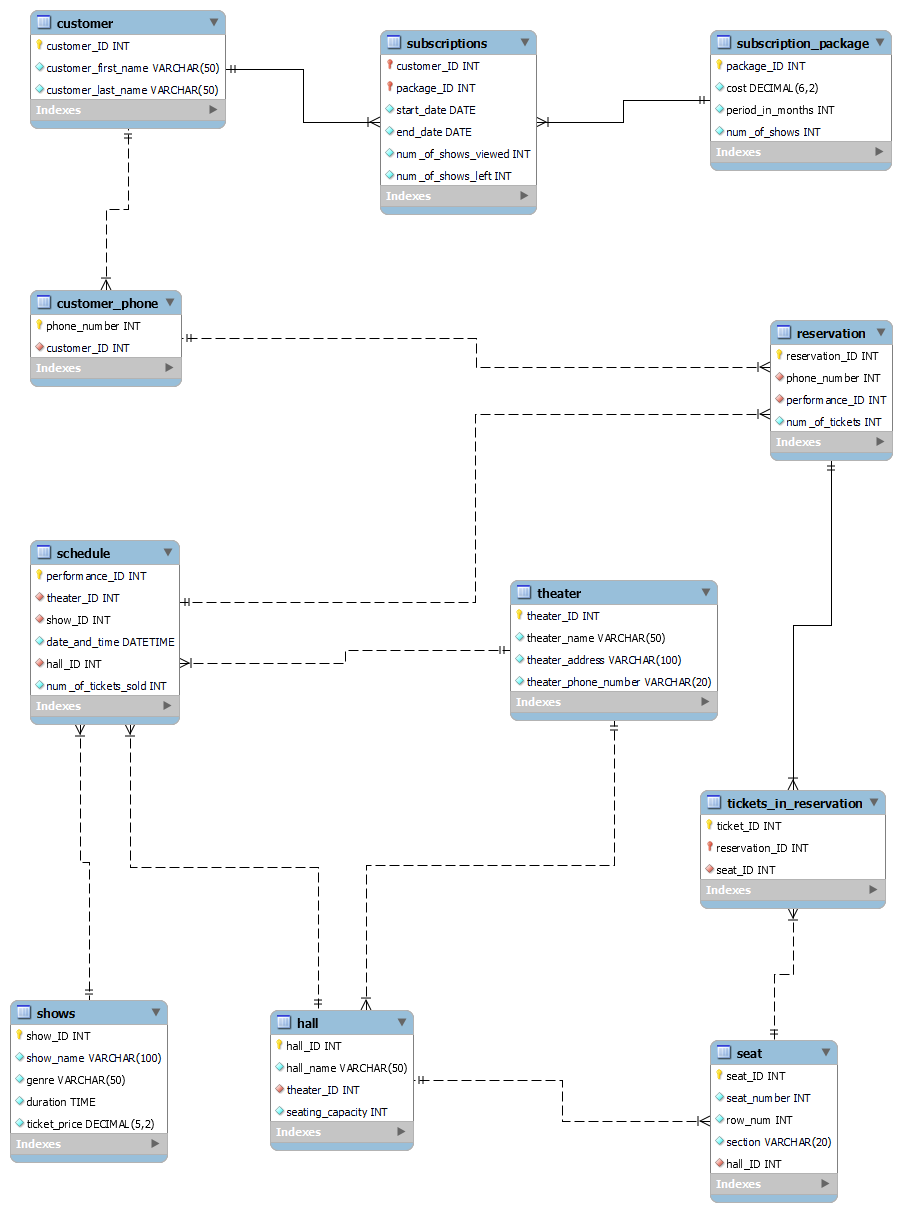 customer
customer_ID INT
customer_first_name VARCHAR(50)
customer_last_name VARCHAR(50)
Indexes
subscriptions
customer_ID INT
package_ID INT
start_date DATE
end_date DATE
num_of_shows_viewed INT
num_of_shows_left INT
Indexes
subscription_package
package_ID INT
cost DECIMAL(6,2)
period_in_months INT
num_of_shows INT
Indexes
customer_phone
phone_number INT
customer_ID INT
Indexes
reservation
reservation_ID INT
phone_number INT
performance_ID INT
num_of_tickets INT
Indexes
schedule
performance_ID INT
theater_ID INT
show_ID INT
date_and_time DATETIME
hall_ID INT
num_of_tickets_sold INT
Indexes
theater
theater_ID INT
theater_name VARCHAR(50)
theater_address VARCHAR(100)
theater_phone_number VARCHAR(20)
Indexes
tickets_in_reservation
ticket_ID INT
reservation_ID INT
seat_ID INT
Indexes
shows
show_ID INT
show_name VARCHAR(100)
genre VARCHAR(50)
duration TIME
ticket_price DECIMAL(5,2)
Indexes
hall
hall_ID INT
hall_name VARCHAR(50)
theater_ID INT
seating_capacity INT
Indexes
seat
seat_ID INT
seat_number INT
row_num INT
section VARCHAR(20)
hall_ID INT
Indexes